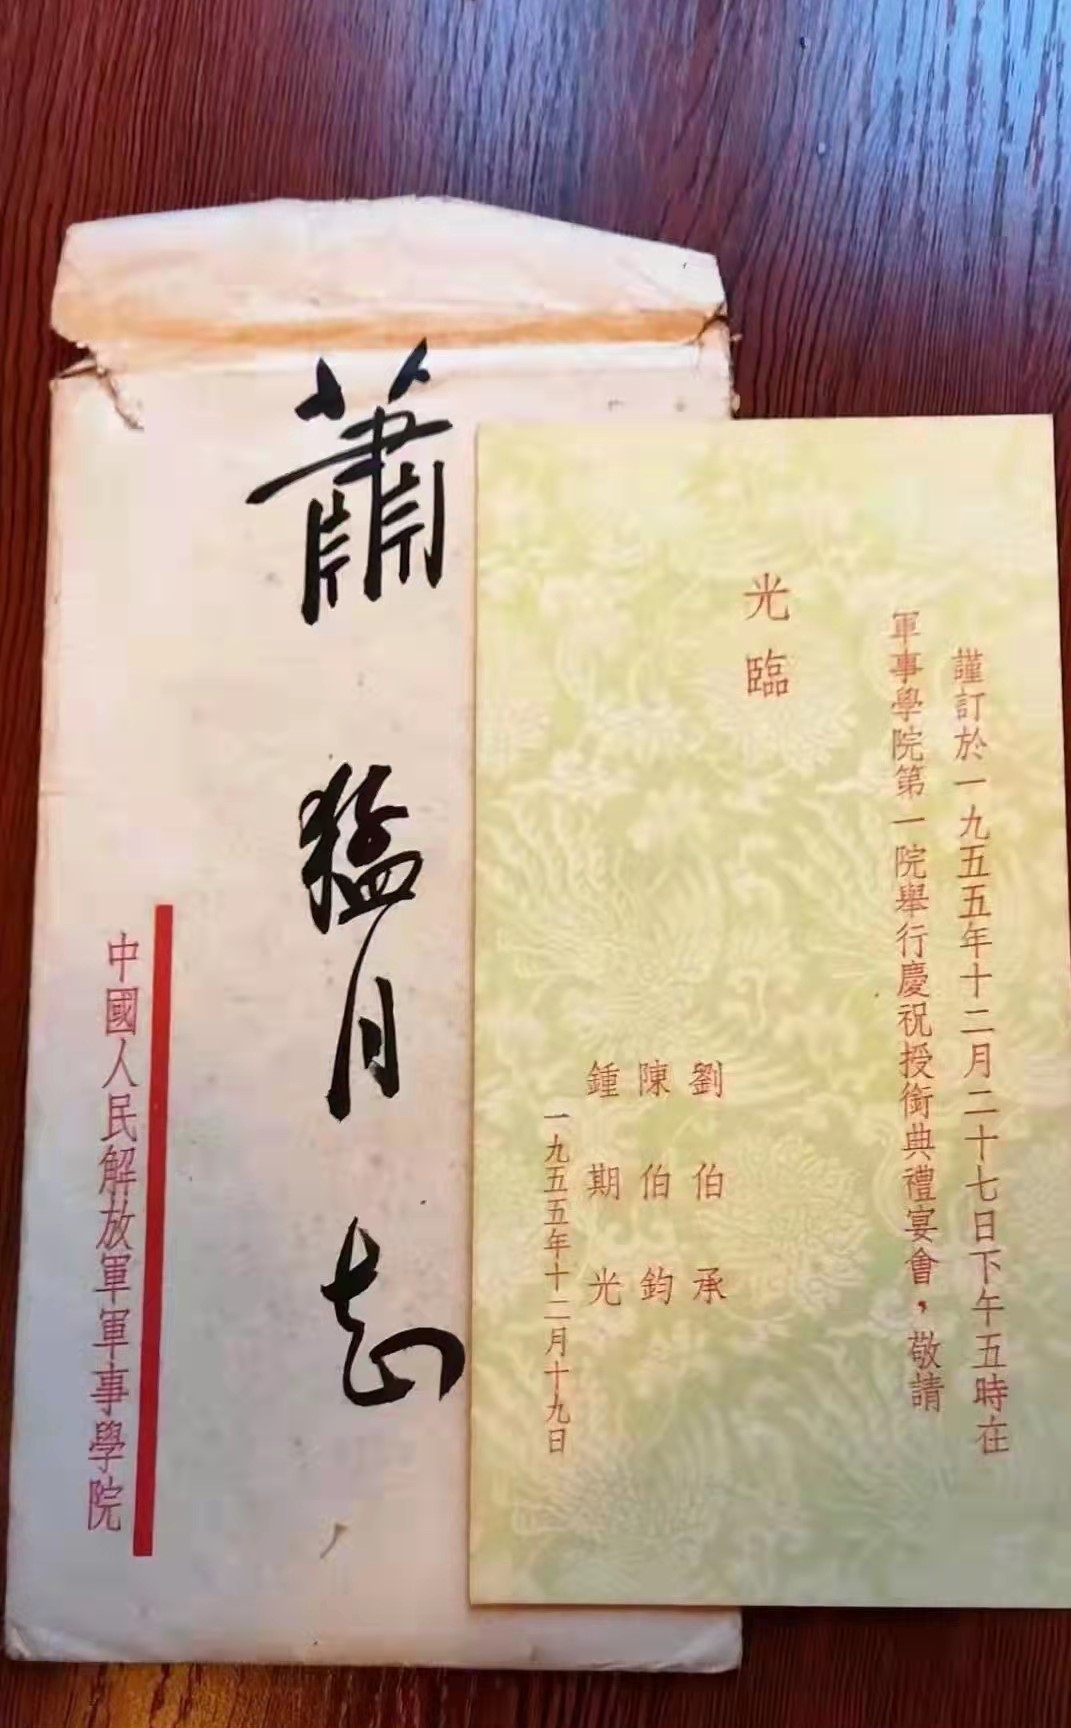 謹訂於一九五五年十二月二十七日下午五時在
軍事學院第一院舉行慶祝授銜典禮宴會，敬請
光臨
劉伯承
陳伯鈞
鍾期光
一九五五年十二月十九日
蕭 猛 同志
中國人民解放軍軍事學院